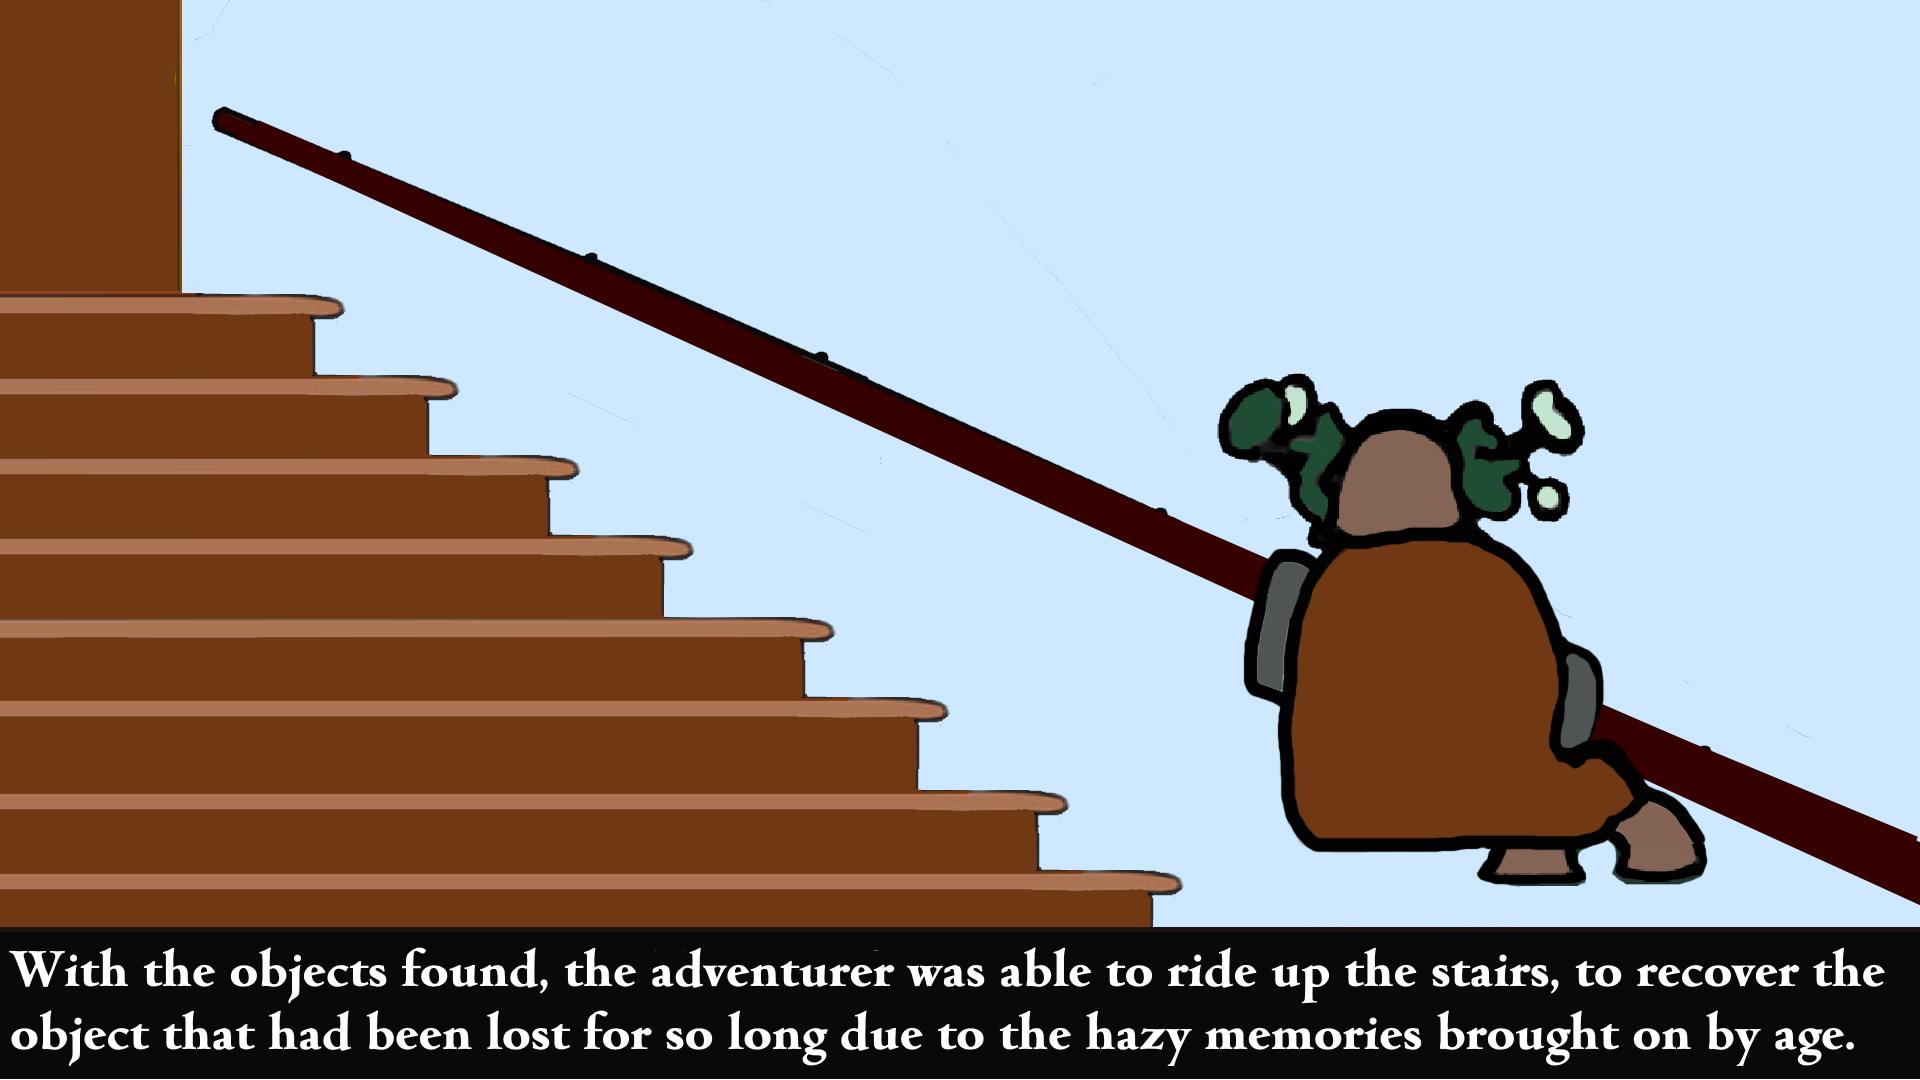 With the objects found, the adventurer was able to ride up the stairs, to recover the
object that had been lost for so long due to the hazy memories brought on by age.